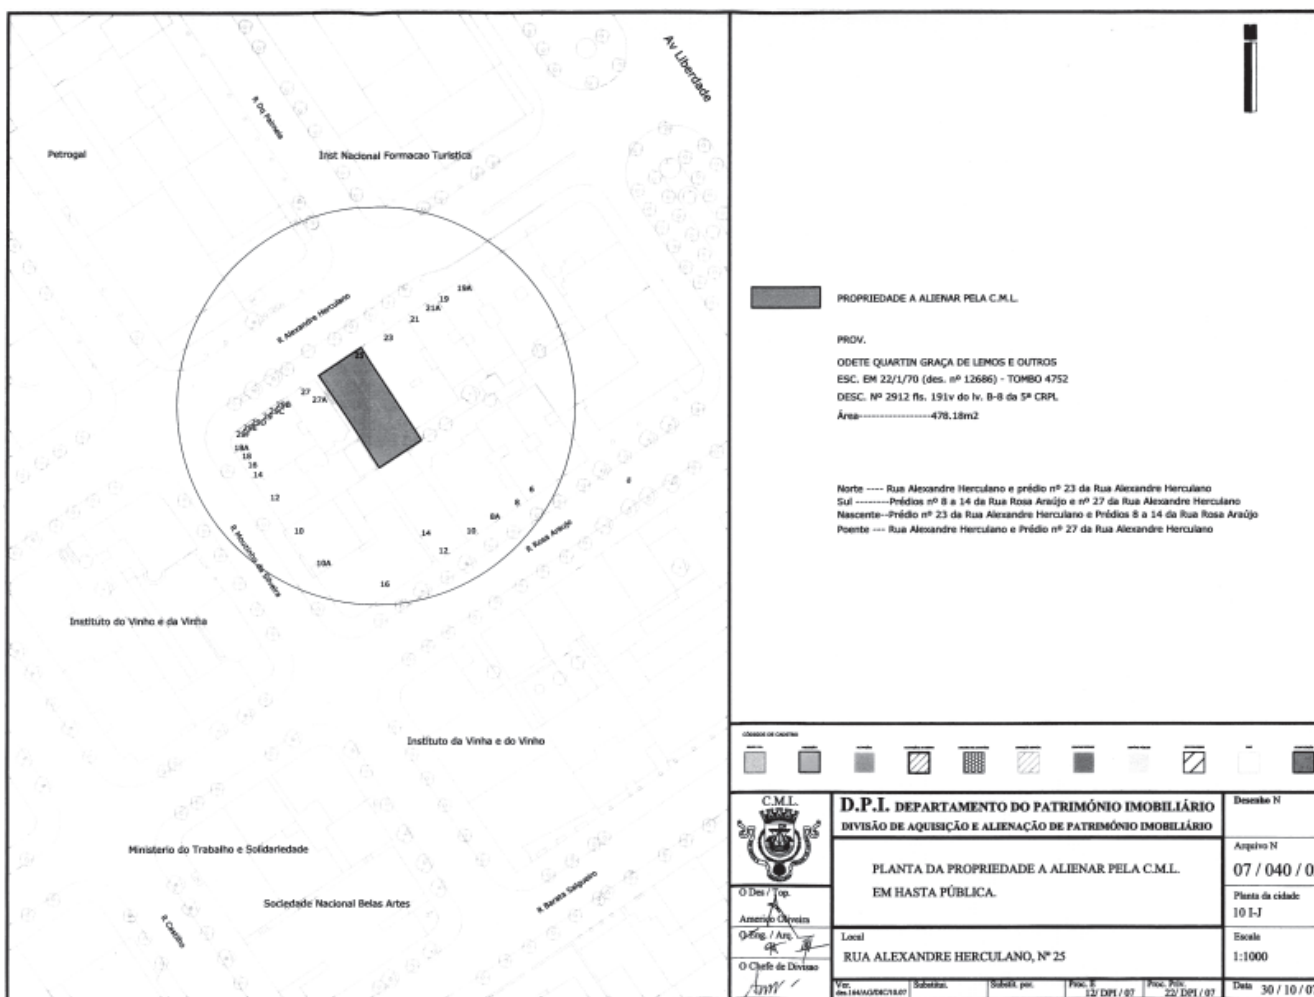 Av Liberdade
R Do Palmela
Petrogal
Inst Nacional Formacao Turistica
R Alexandre Herculano
19A
19
21A
21
23
25
27
27A
18A
18
16
14
12
10
10A
16
14
12
10
8A
8
6
R Mouzinho da Silveira
R Rosa Araujo
Instituto do Vinho e da Vinha
Instituto da Vinha e do Vinho
Ministerio do Trabalho e Solidariedade
Sociedade Nacional Belas Artes
R Castilho
R Barata Salgueiro
PROPRIEDADE A ALIENAR PELA C.M.L.
PROV.
ODETE QUARTIN GRAÇA DE LEMOS E OUTROS
ESC. EM 22/1/70 (des. nº 12686) - TOMBO 4752
DESC. Nº 2912 fls. 191v do lv. B-8 da 5ª CRPL
Área-----------------478.18m2
Norte ---- Rua Alexandre Herculano e prédio nº 23 da Rua Alexandre Herculano
Sul --------Prédios nº 8 a 14 da Rua Rosa Araújo e nº 27 da Rua Alexandre Herculano
Nascente--Prédio nº 23 da Rua Alexandre Herculano e Prédios 8 a 14 da Rua Rosa Araújo
Poente --- Rua Alexandre Herculano e Prédio nº 27 da Rua Alexandre Herculano
CÓDIGOS DE CADASTRO
C.M.L.
D.P.I. DEPARTAMENTO DO PATRIMÓNIO IMOBILIÁRIO
DIVISÃO DE AQUISIÇÃO E ALIENAÇÃO DE PATRIMÓNIO IMOBILIÁRIO
Desenho N
PLANTA DA PROPRIEDADE A ALIENAR PELA C.M.L.
EM HASTA PÚBLICA.
Arquivo N
07 / 040 / 0
Planta da cidade
10 I-J
O Des / Top.
Americo Oliveira
O Eng. / Arq.
O Chefe de Divisao
Local
RUA ALEXANDRE HERCULANO, Nº 25
Escala
1:1000
Ver.
Substitui.
Substit. por.
Proc. E
12/ DPI / 07
Proc. Priv.
22/ DPI / 07
Data 30 / 10 / 0